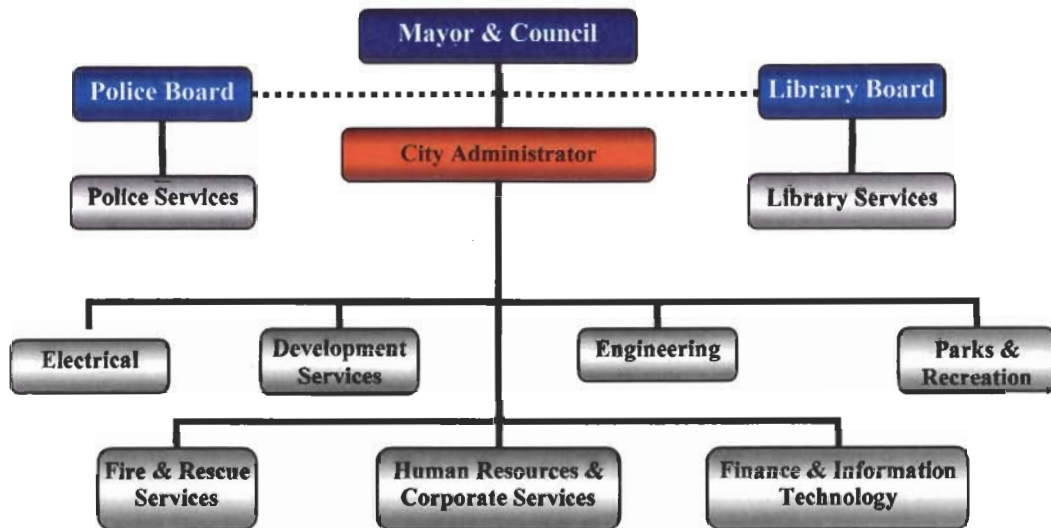 Mayor & Council
Police Board
Library Board
City Administrator
Police Services
Library Services
Electrical
Development
Services
Engineering
Parks &
Recreation
Fire & Rescue
Services
Human Resources &
Corporate Services
Finance & Information
Technology